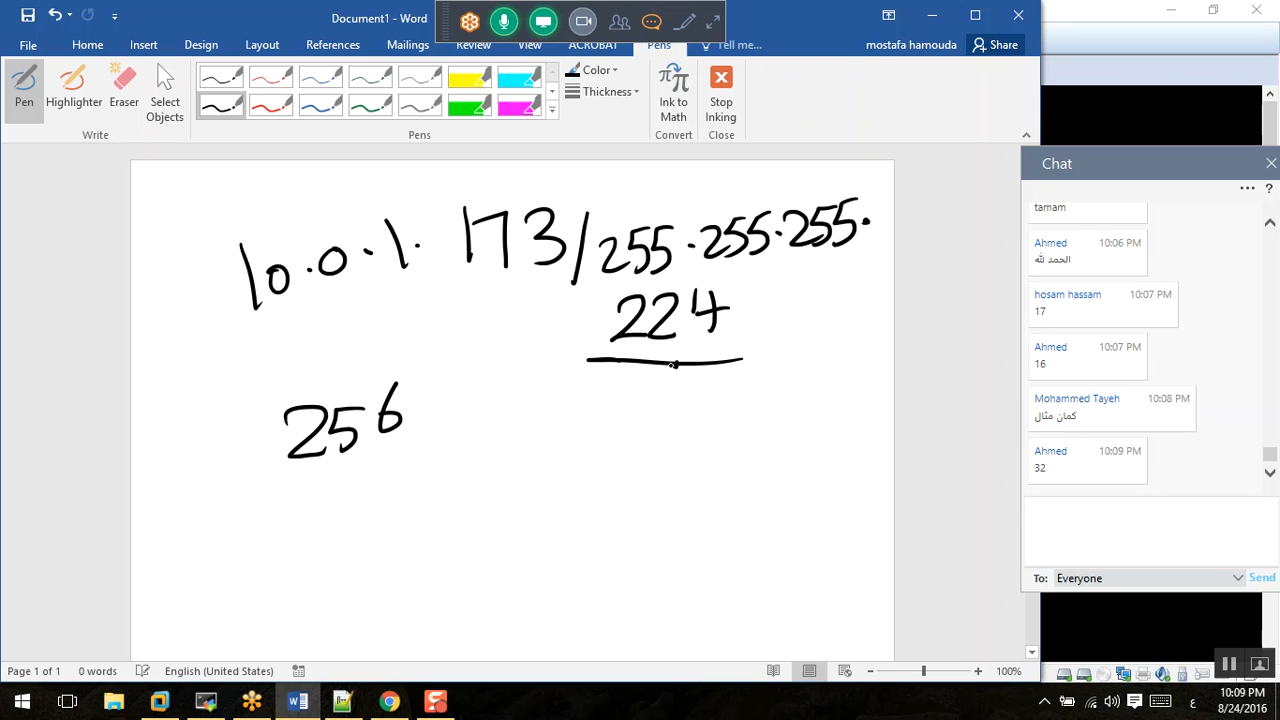 Document1 - Word
File Home Insert Design Layout References Mailings Review View ACROBAT Pens Tell me... mostafa hamouda Share
Pen Highlighter Eraser Select Objects
Color
Thickness
Ink to Math
Stop Inking
Write Pens Convert Close
10.0.1.173/255.255.255.
224
256
Chat
tamam
Ahmed 10:06 PM
الحمد لله
hosam hassam 10:07 PM
17
Ahmed 10:07 PM
16
Mohammed Tayeh 10:08 PM
كمان مثال
Ahmed 10:09 PM
32
To: Everyone Send
Page 1 of 1 0 words English (United States) 100%
ع 10:09 PM
8/24/2016